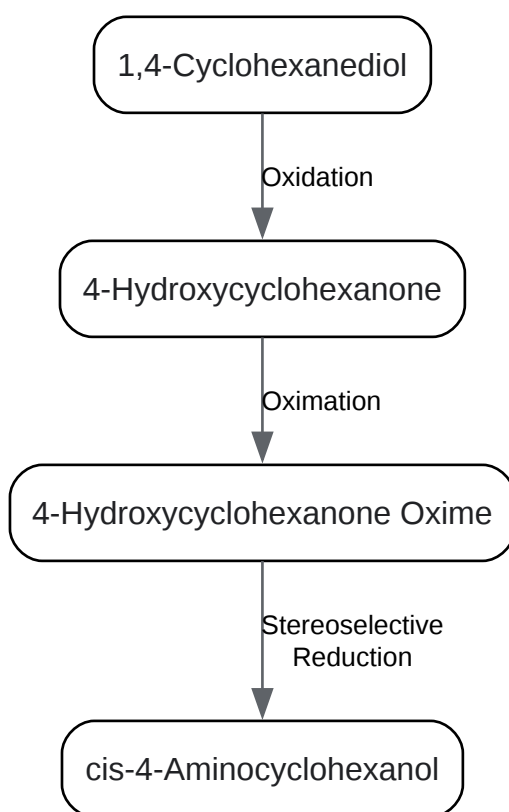 1,4-Cyclohexanediol
Oxidation
4-Hydroxycyclohexanone
Oximation
4-Hydroxycyclohexanone Oxime
Stereoselective
Reduction
cis-4-Aminocyclohexanol